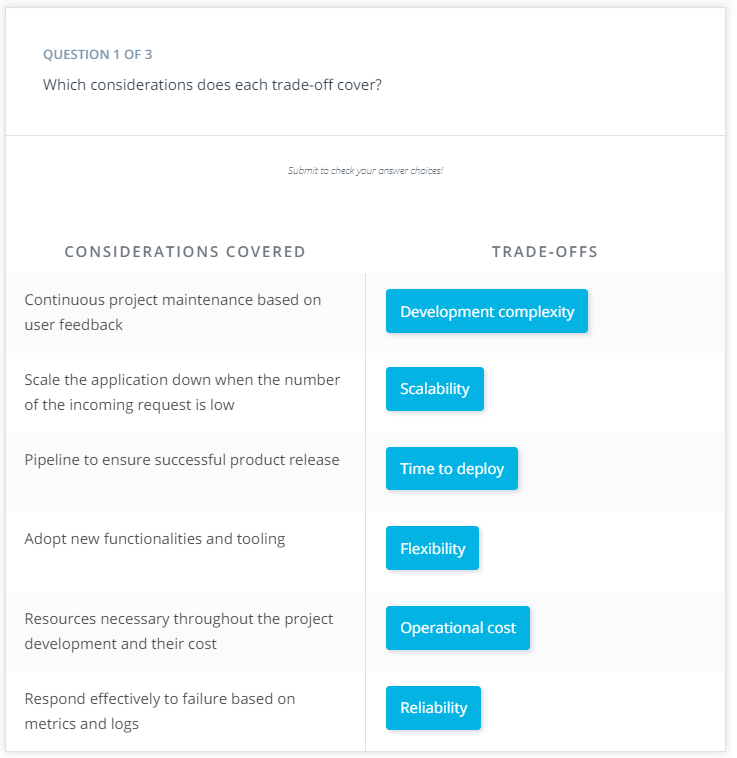 QUESTION 1 OF 3
Which considerations does each trade-off cover?
Submit to check your answer choices!
CONSIDERATIONS COVERED
TRADE-OFFS
Continuous project maintenance based on
user feedback
Development complexity
Scale the application down when the number
of the incoming request is low
Scalability
Pipeline to ensure successful product release
Time to deploy
Adopt new functionalities and tooling
Flexibility
Resources necessary throughout the project
development and their cost
Operational cost
Respond effectively to failure based on
metrics and logs
Reliability